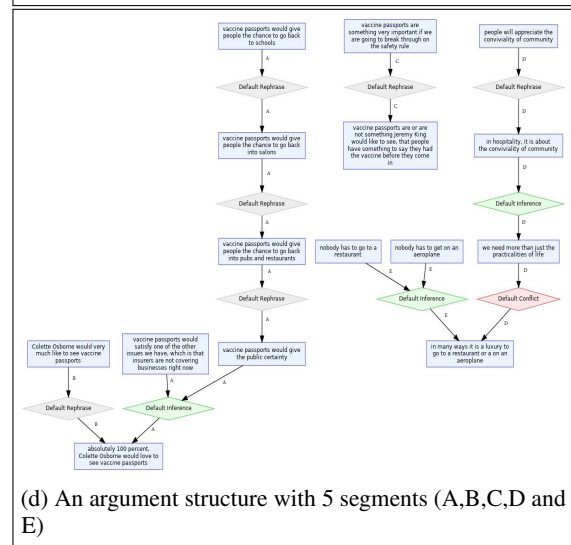 vaccine passports would give
people the chance to go back
to schools
vaccine passports are
something very important if we
are going to break through on
the safety rule
people will appreciate the
conviviality of community
A
C
D
Default Rephrase
Default Rephrase
Default Rephrase
A
C
D
vaccine passports would give
people the chance to go back
into salons
vaccine passports are or are
not something Jeremy King
would like to see, that people
have something to say they had
the vaccine before they come
in
in hospitality, it is about
the conviviality of community
A
D
Default Rephrase
Default Inference
A
D
vaccine passports would give
people the chance to go back
into pubs and restaurants
nobody has to go to a
restaurant
nobody has to get on an
aeroplane
we need more than just the
practicalities of life
A
E
E
D
Default Rephrase
Default Inference
Default Conflict
A
E
D
Colette Osborne would very
much like to see vaccine
passports
vaccine passports would
satisfy one of the other
issues we have, which is that
insurers are not covering
businesses right now
vaccine passports would give
the public certainty
in many ways it is a luxury to
go to a restaurant or a on an
aeroplane
B
A
A
Default Rephrase
Default Inference
B
A
absolutely 100 percent,
Colette Osborne would love to
see vaccine passports
(d) An argument structure with 5 segments (A,B,C,D and
E)